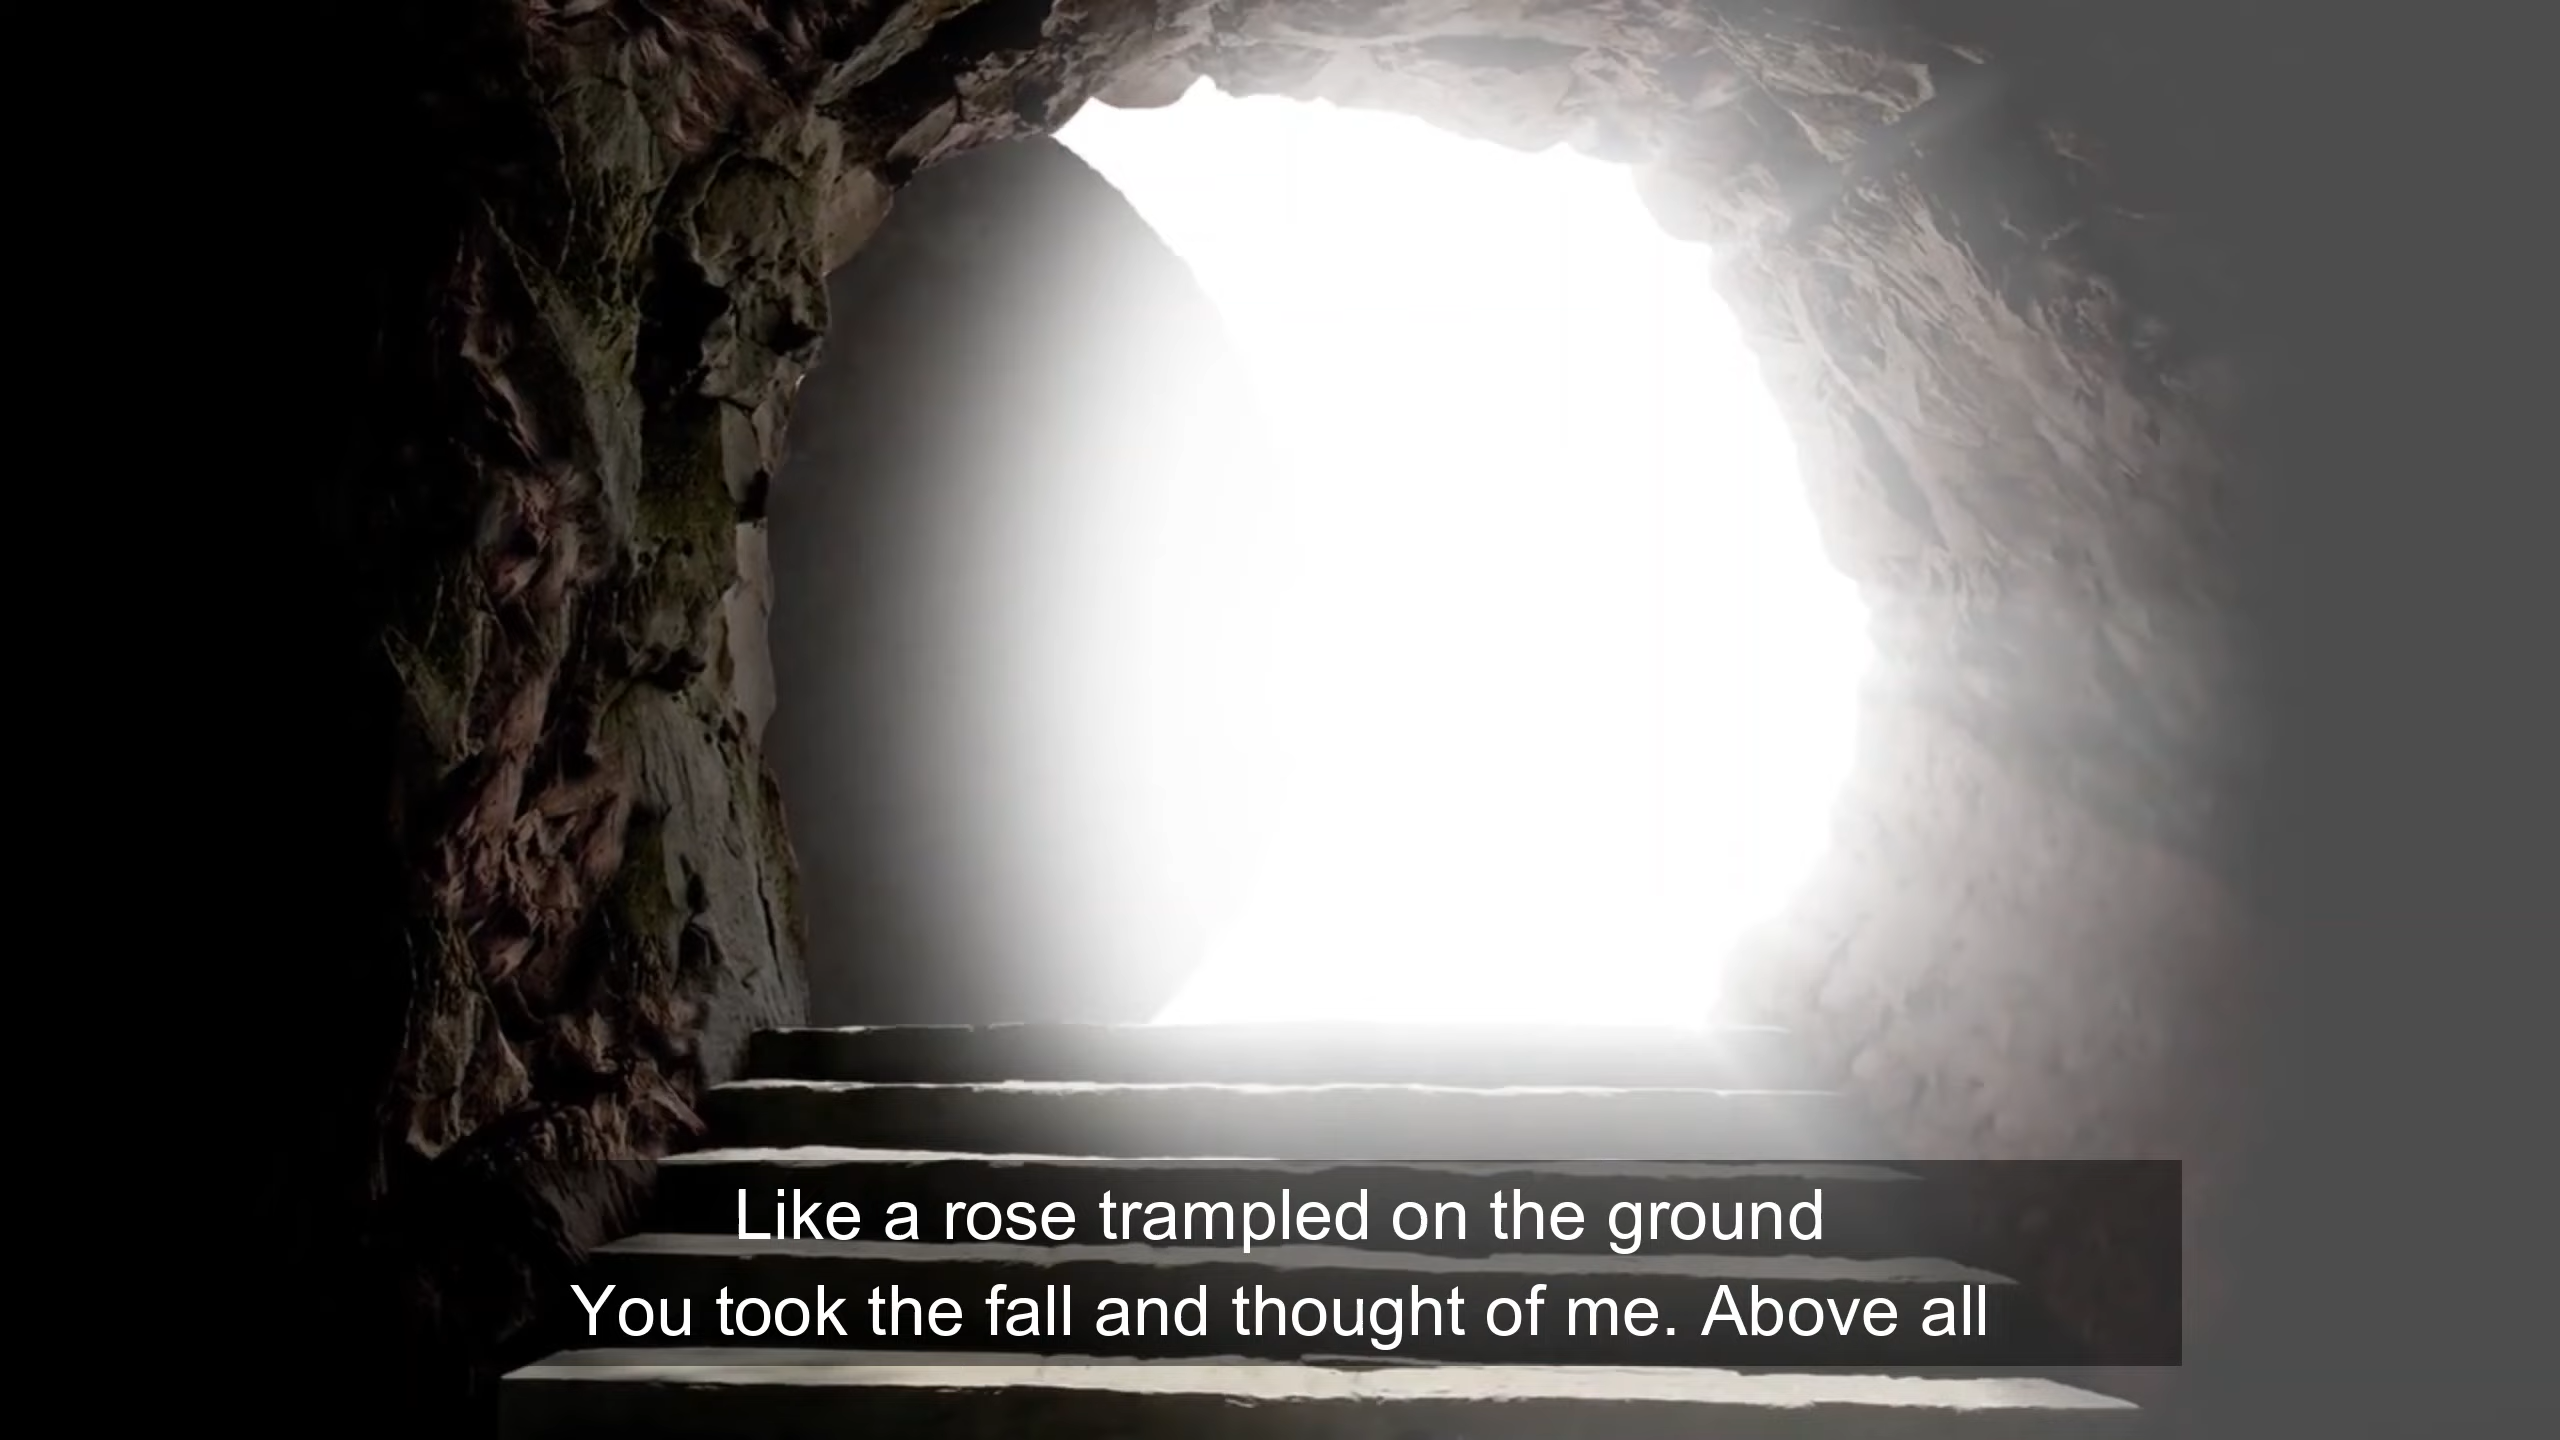 Like a rose trampled on the ground
You took the fall and thought of me. Above all